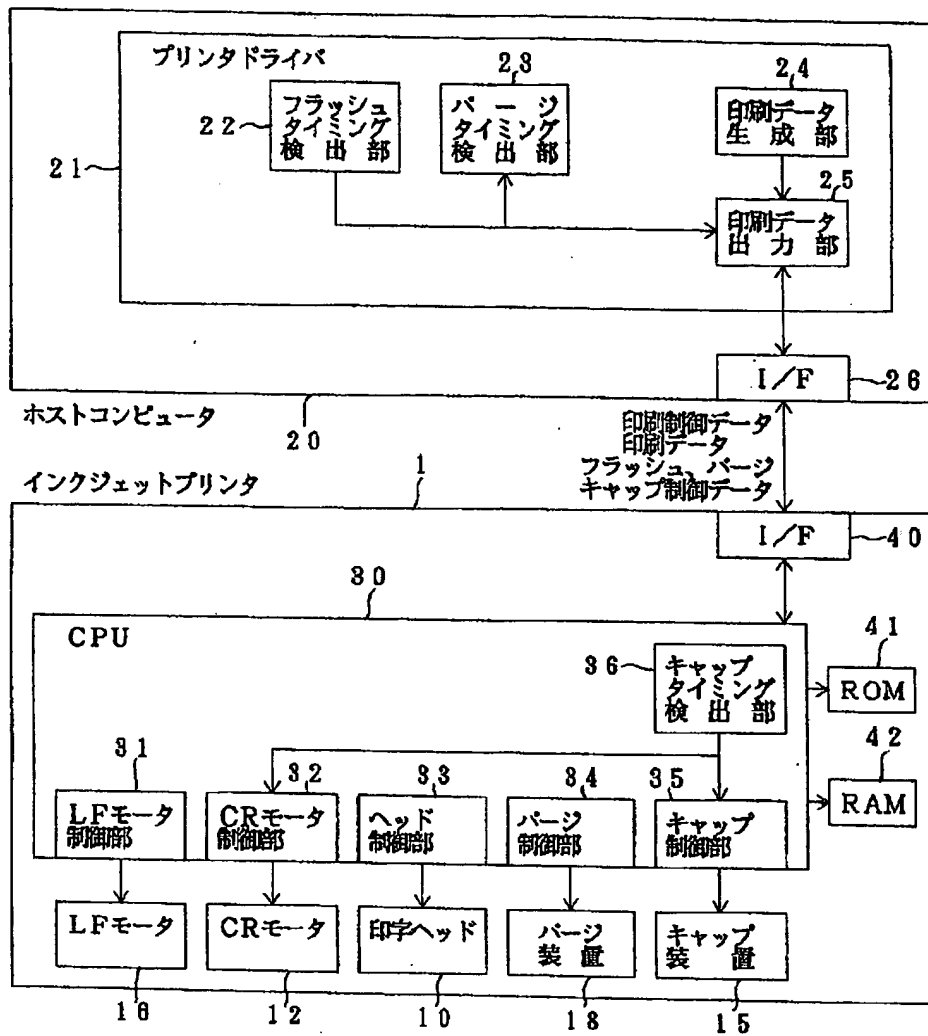 プリンタドライバ
２３
２４
２２
フラッシュ
タイミング
検出部
パージ
タイミング
検出部
印刷データ
生成部
２１
２５
印刷データ
出力部
I／F
２６
ホストコンピュータ
２０
印刷制御データ
印刷データ
フラッシュ、パージ
キャップ制御データ
インクジェットプリンタ
１
I／F
４０
３０
CPU
４１
３６
キャップ
タイミング
検出部
ROM
４２
RAM
３１
３２
３３
３４
３５
LFモータ
制御部
CRモータ
制御部
ヘッド
制御部
パージ
制御部
キャップ
制御部
LFモータ
CRモータ
印字ヘッド
パージ
装置
キャップ
装置
１６
１２
１０
１８
１５